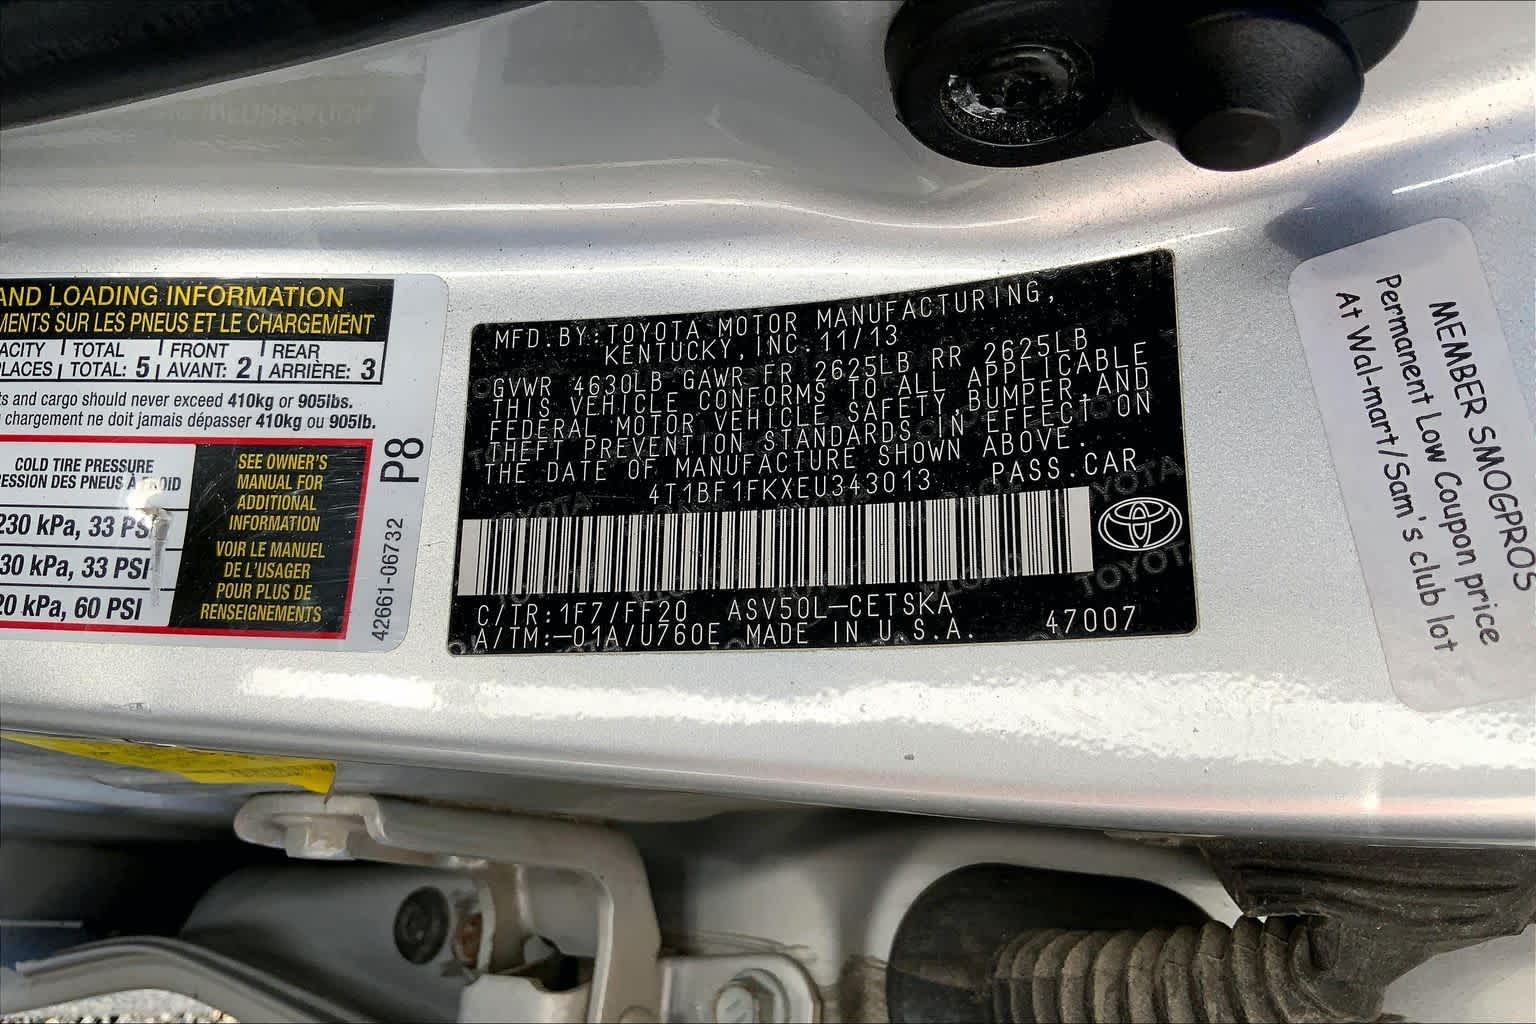 AND LOADING INFORMATION
MENTS SUR LES PNEUS ET LE CHARGEMENT
ACITY TOTAL FRONT REAR
PLACES TOTAL: 5 AVANT: 2 ARRIÈRE: 3
ts and cargo should never exceed 410kg or 905lbs.
chargement ne doit jamais dépasser 410kg ou 905lb.
COLD TIRE PRESSURE
ESSION DES PNEUS À FROID
230 kPa, 33 PSI
30 kPa, 33 PSI
20 kPa, 60 PSI
SEE OWNER'S
MANUAL FOR
ADDITIONAL
INFORMATION
VOIR LE MANUEL
DE L'USAGER
POUR PLUS DE
RENSEIGNEMENTS
P8
42661-06732
MFD.BY:TOYOTA MOTOR MANUFACTURING,
KENTUCKY,INC.11/13
GVWR 4630LB GAWR FR 2625LB RR 2625LB
THIS VEHICLE CONFORMS TO ALL APPLICABLE
FEDERAL MOTOR VEHICLE SAFETY,BUMPER,AND
THEFT PREVENTION STANDARDS IN EFFECT ON
THE DATE OF MANUFACTURE SHOWN ABOVE.
4T1BF1FKXEU343013 PASS.CAR
TOYOTA
C/TR:1F7/FF20 ASV50L-CETSKA
A/TM:-01A/U760E MADE IN U.S.A. 47007
MEMBER SMOGPROS
Permanent Low Coupon price
At Wal-mart/Sam's club lot